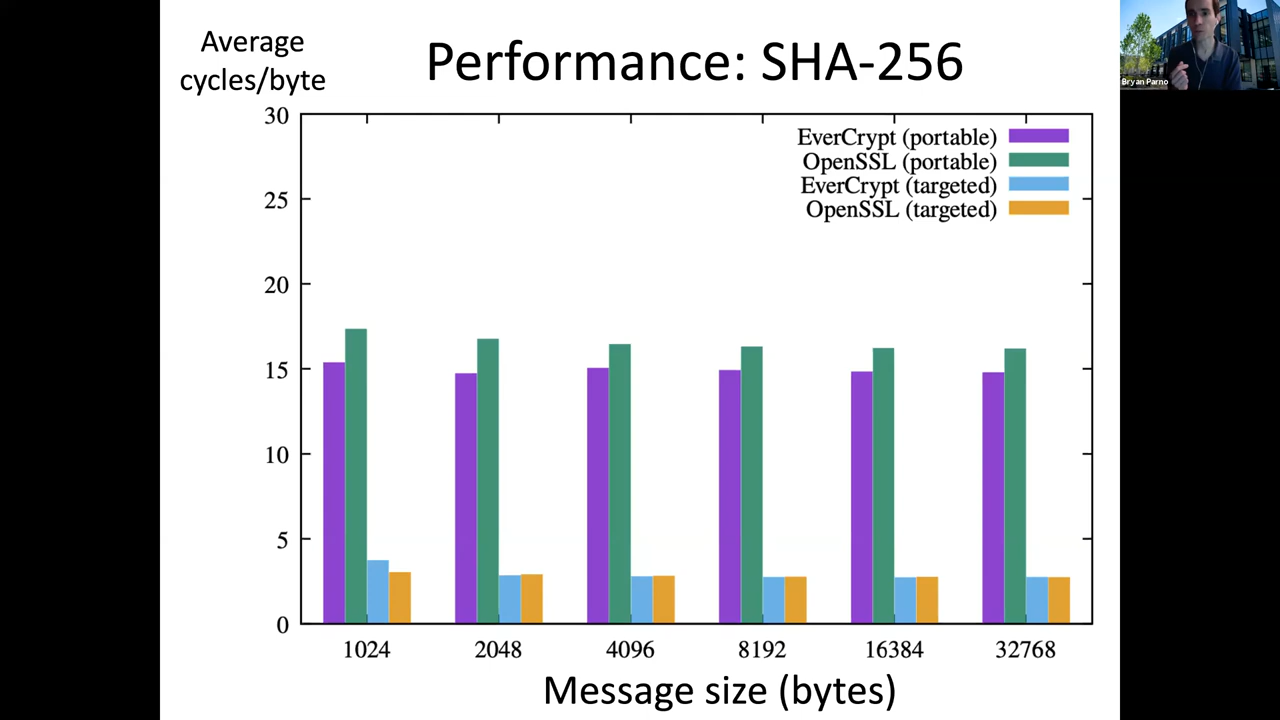 Average
cycles/byte
Performance: SHA-256
Bryan Parno
EverCrypt (portable)
OpenSSL (portable)
EverCrypt (targeted)
OpenSSL (targeted)
30
25
20
15
10
5
0
1024 2048 4096 8192 16384 32768
Message size (bytes)